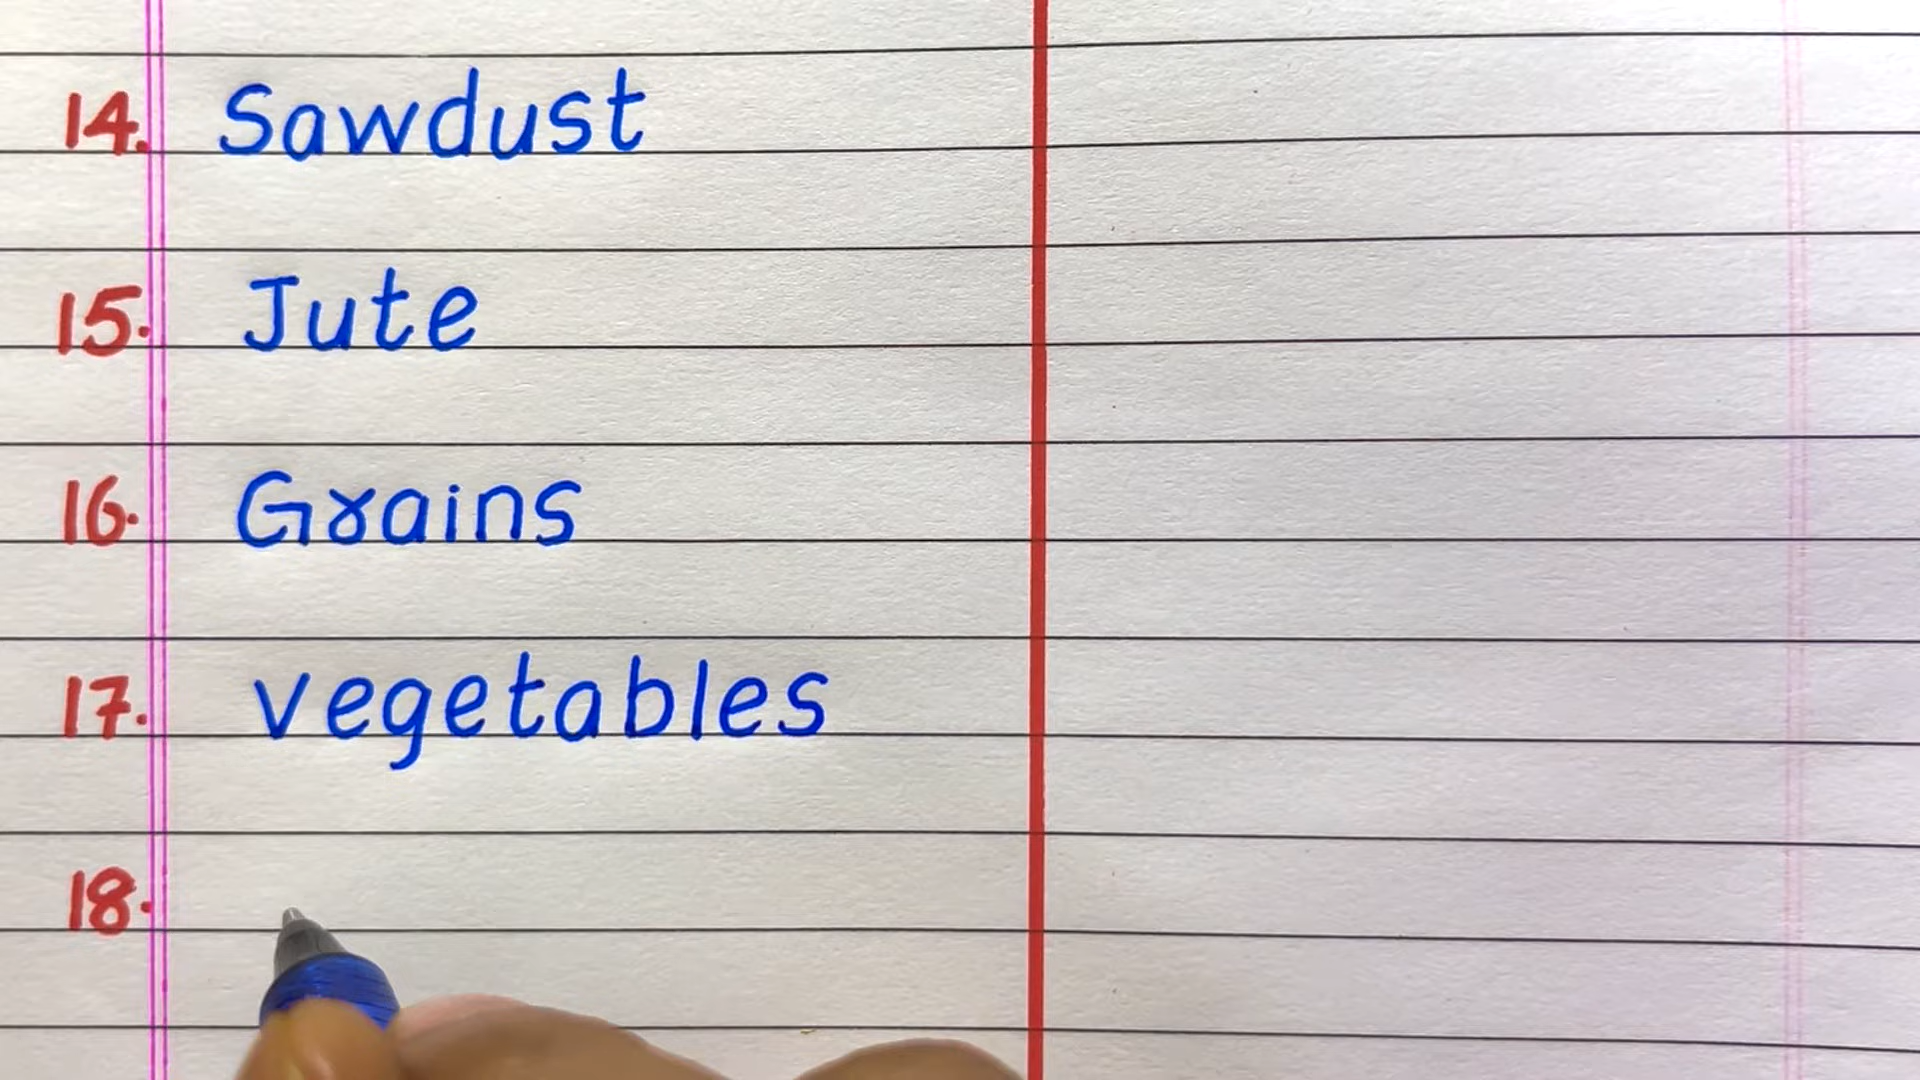 14. Sawdust
15. Jute
16. Grains
17. vegetables
18.